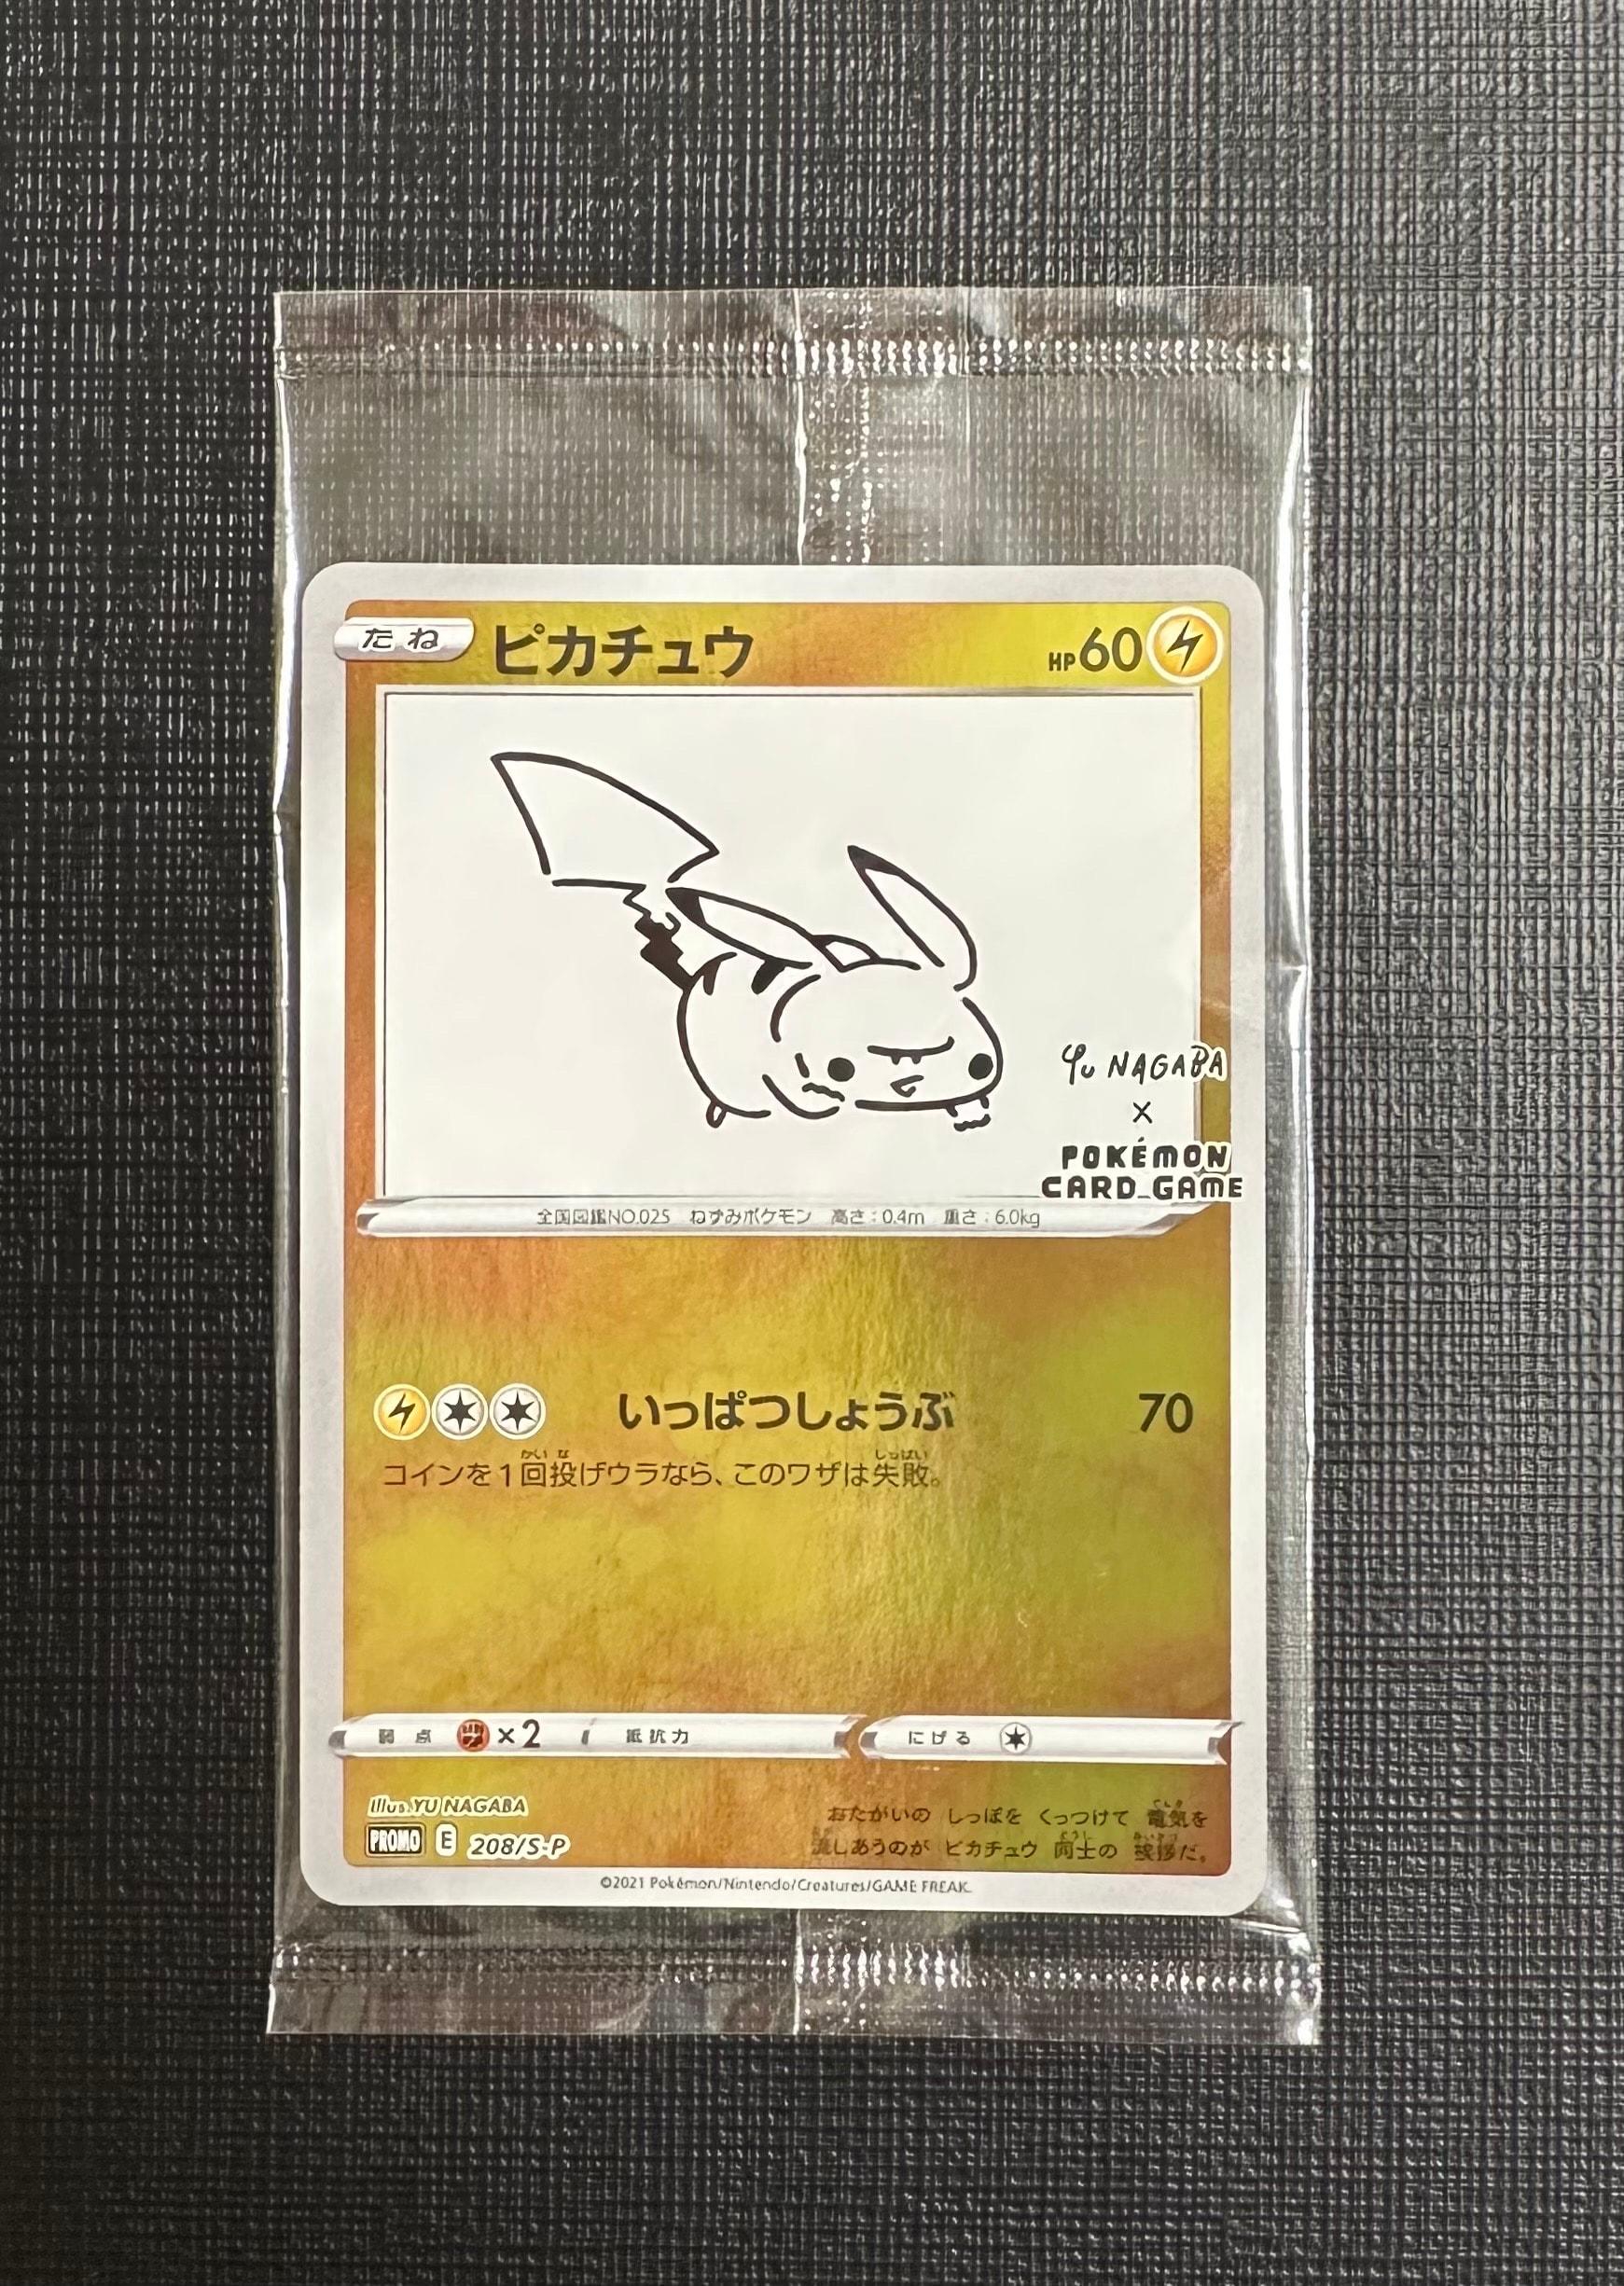 たね ピカチュウ HP60
Yu NAGABA
×
POKÉMON
CARD GAME
全国図鑑NO.025 ねずみポケモン 高さ:0.4m 重さ:6.0kg
いっぱつしょうぶ 70
コインを1回投げウラなら、このワザは失敗。
弱点 ×2 抵抗力 にげる
Illus. YU NAGABA
PROMO E 208/S-P
おたがいの しっぽを くっつけて 電気を
流しあうのが ピカチュウ 同士の 挨拶だ。
©2021 Pokémon/Nintendo/Creatures/GAME FREAK.